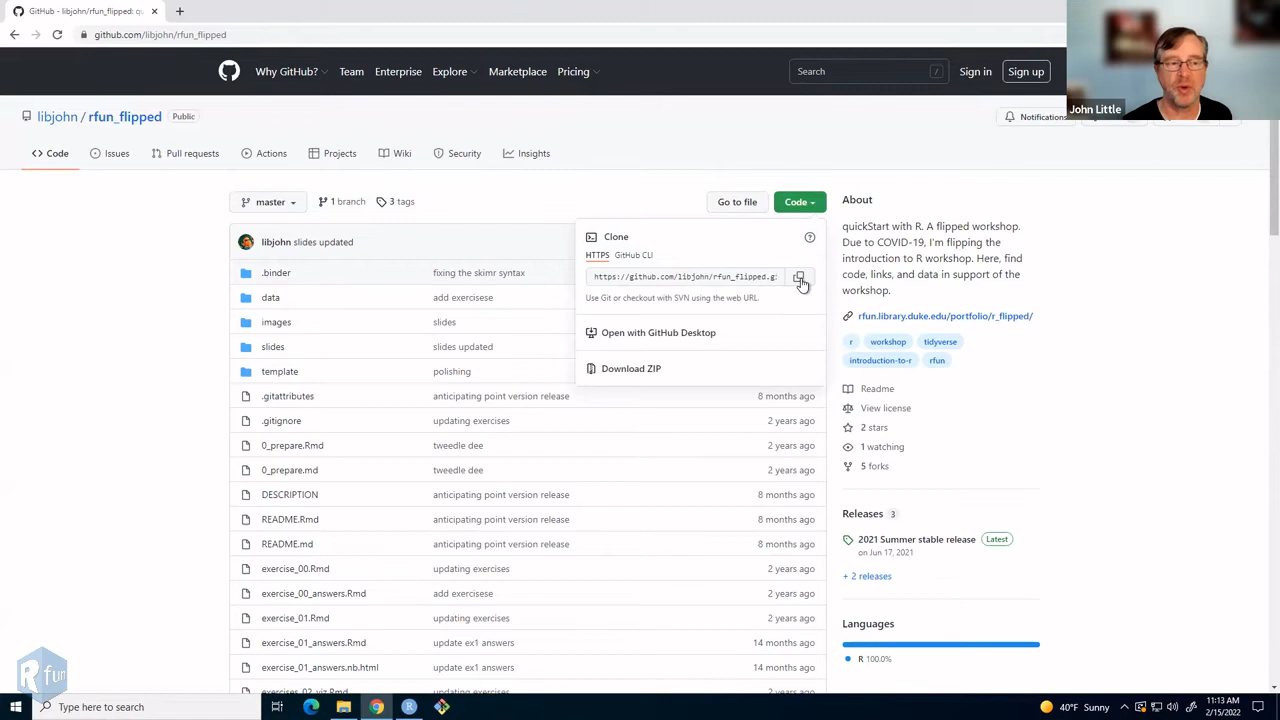 GitHub - libjohn/rfun_flipped: qu
github.com/libjohn/rfun_flipped
Why GitHub?
Team
Enterprise
Explore
Marketplace
Pricing
Search
/
Sign in
Sign up
John Little
libjohn / rfun_flipped
Public
Notifications
Code
Issues
Pull requests
Actions
Projects
Wiki
Security
Insights
master
1 branch
3 tags
Go to file
Code
libjohn slides updated
Clone
HTTPS
GitHub CLI
https://github.com/libjohn/rfun_flipped.gi
Use Git or checkout with SVN using the web URL.
Open with GitHub Desktop
Download ZIP
.binder fixing the skimr syntax
data add exercisese
images slides
slides slides updated
template polishing
.gitattributes anticipating point version release 8 months ago
.gitignore updating exercises 2 years ago
0_prepare.Rmd tweedle dee 2 years ago
0_prepare.md tweedle dee 2 years ago
DESCRIPTION anticipating point version release 8 months ago
README.Rmd anticipating point version release 8 months ago
README.md anticipating point version release 8 months ago
exercise_00.Rmd updating exercises 2 years ago
exercise_00_answers.Rmd add exercisese 2 years ago
exercise_01.Rmd updating exercises 2 years ago
exercise_01_answers.Rmd update ex1 answers 14 months ago
exercise_01_answers.nb.html update ex1 answers 14 months ago
exercises_02_viz.Rmd updating exercises 2 years ago
About
quickStart with R. A flipped workshop.
Due to COVID-19, I'm flipping the
introduction to R workshop. Here, find
code, links, and data in support of the
workshop.
rfun.library.duke.edu/portfolio/r_flipped/
r
workshop
tidyverse
introduction-to-r
rfun
Readme
View license
2 stars
1 watching
5 forks
Releases 3
2021 Summer stable release
Latest
on Jun 17, 2021
+ 2 releases
Languages
R 100.0%
R fun
Type here to search
40°F Sunny
11:13 AM
2/15/2022